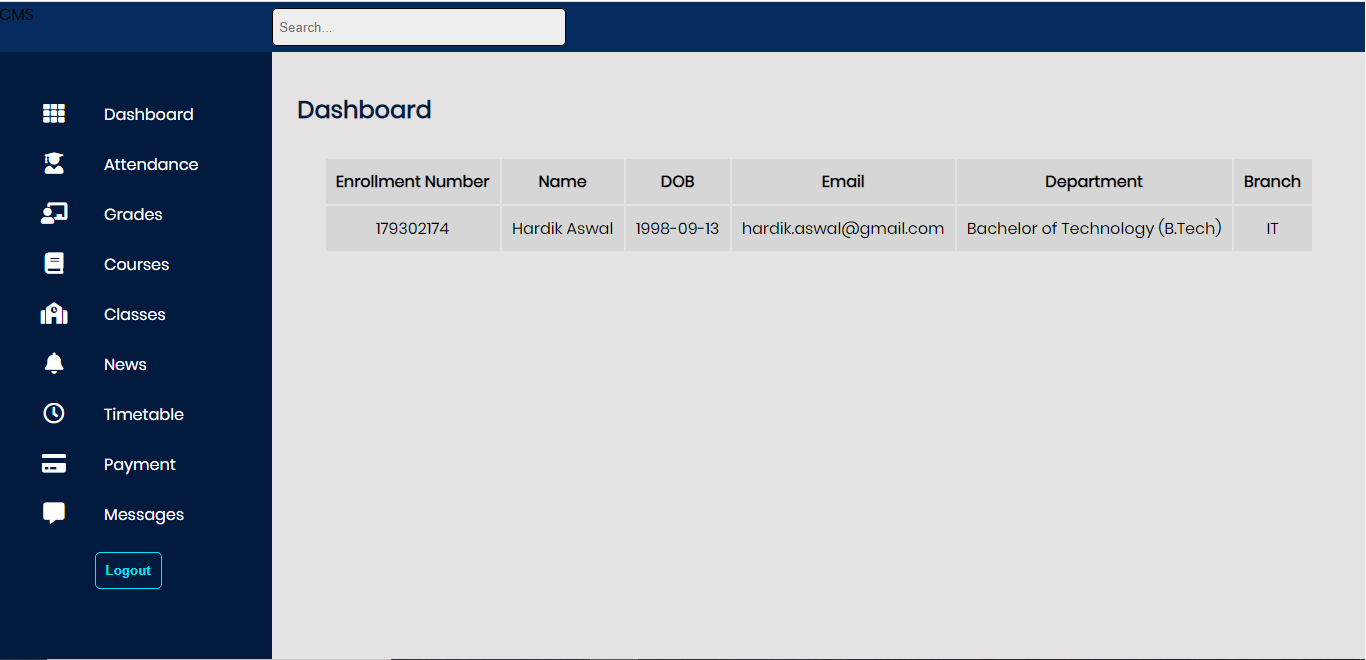 CMS
Search...
Dashboard
Attendance
Grades
Courses
Classes
News
Timetable
Payment
Messages
Logout
Dashboard
Enrollment Number Name DOB Email Department Branch
179302174 Hardik Aswal 1998-09-13 hardik.aswal@gmail.com Bachelor of Technology (B.Tech) IT